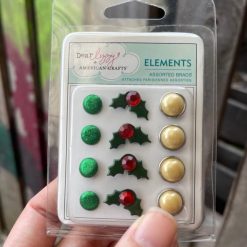 Dear Lizzy
AMERICAN CRAFTS
ELEMENTS
ASSORTED BRADS
ATTACHES PARISIENNES ASSORTIES